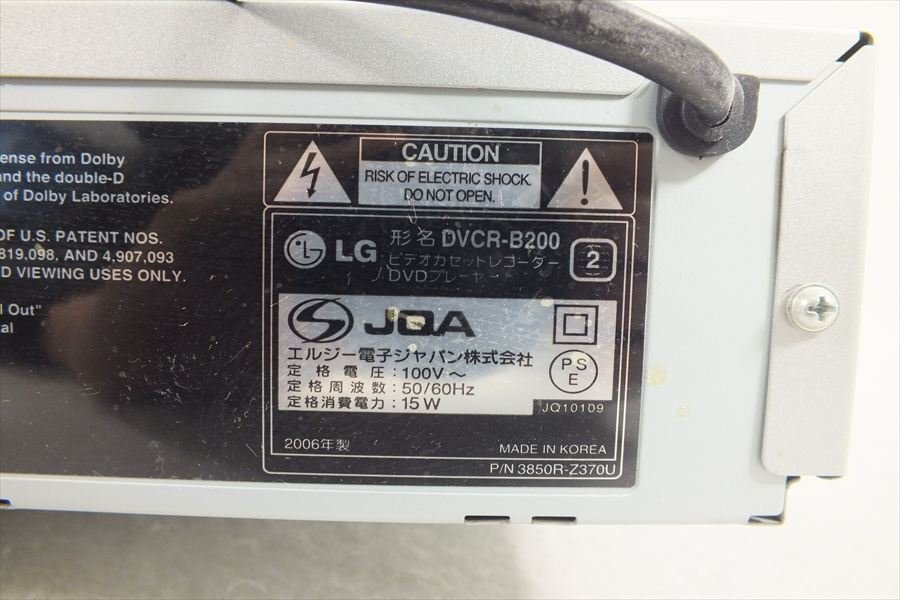 ense from Dolby
and the double-D
of Dolby Laboratories.
OF U.S. PATENT NOS.
819,098, AND 4,907,093
D VIEWING USES ONLY.
l Out"
tal
CAUTION
RISK OF ELECTRIC SHOCK.
DO NOT OPEN.
LG 形名 DVCR-B200
ビデオカセットレコーダー
DVDプレーヤー
2
JQA
エルジー電子ジャパン株式会社
定格電圧:100V~
定格周波数:50/60Hz
定格消費電力:15W
PS
E
JQ10109
2006年製
MADE IN KOREA
P/N 3850R-Z370U